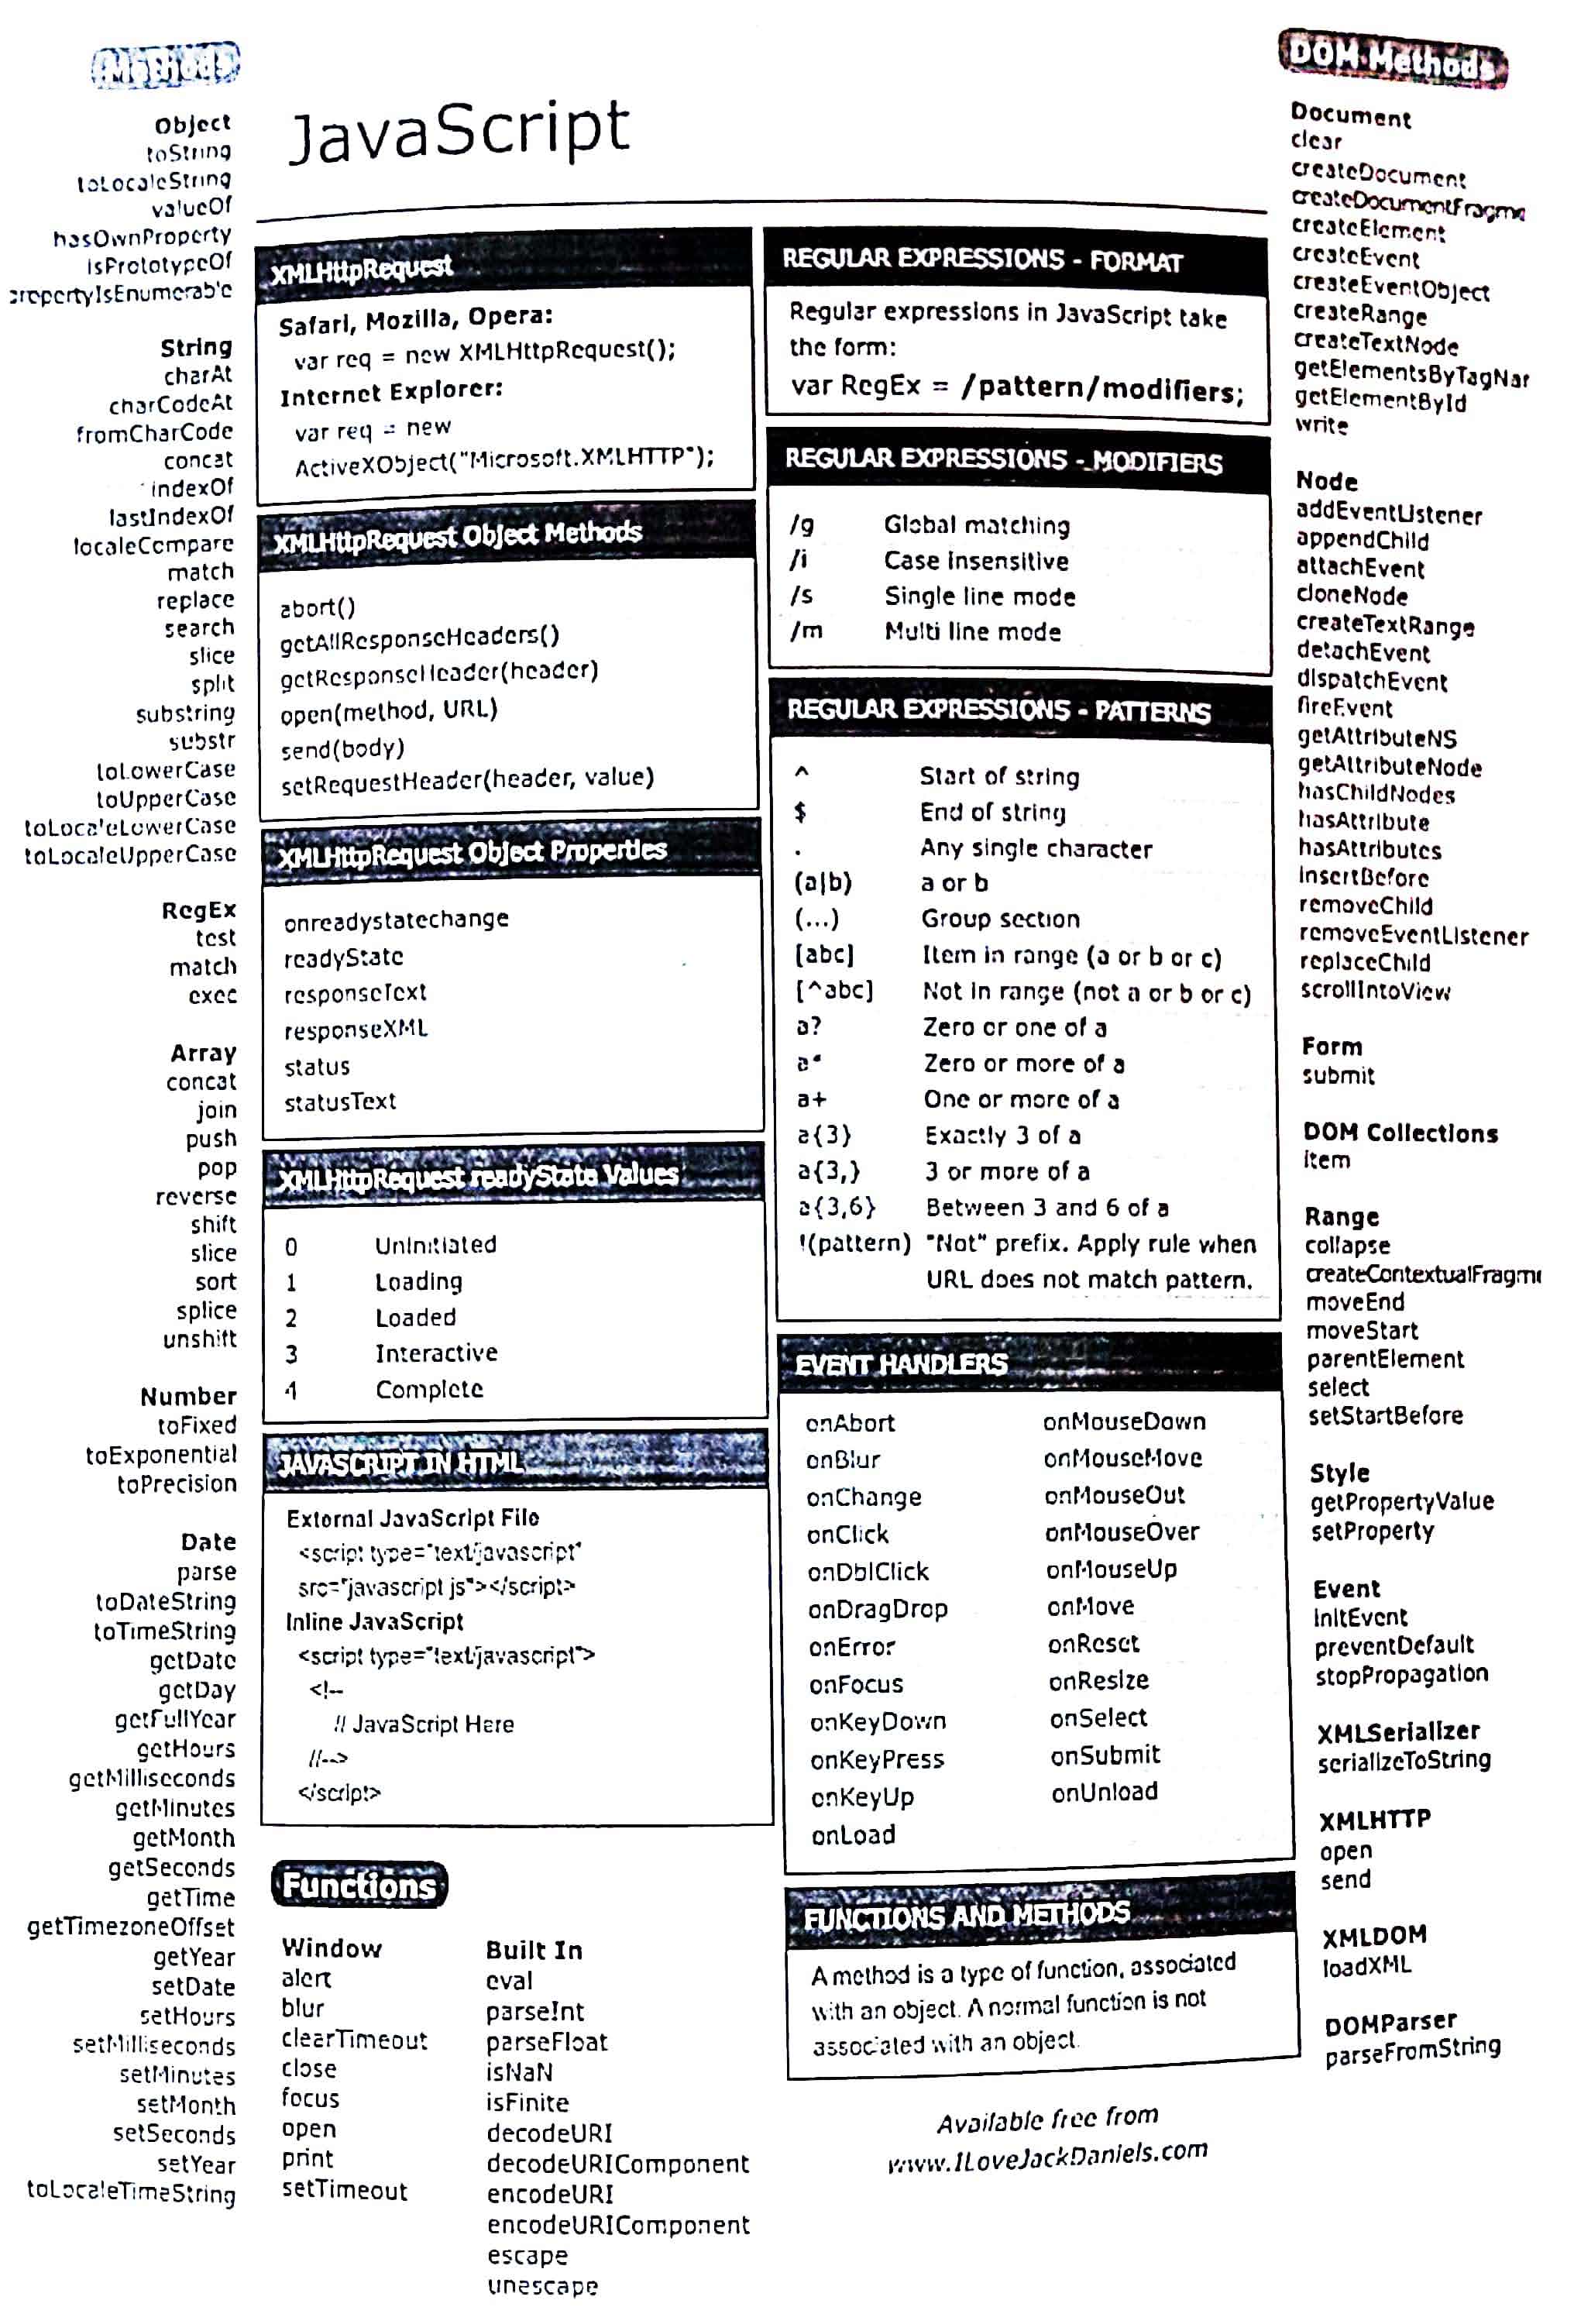 Methods
Object
toString
toLocaleString
valueOf
hasOwnProperty
isPrototypeOf
propertyIsEnumerable
String
charAt
charCodeAt
fromCharCode
concat
indexOf
lastIndexOf
localeCompare
match
replace
search
slice
split
substring
substr
toLowerCase
toUpperCase
toLocaleLowerCase
toLocaleUpperCase
RegEx
test
match
exec
Array
concat
join
push
pop
reverse
shift
slice
sort
splice
unshift
Number
toFixed
toExponential
toPrecision
Date
parse
toDateString
toTimeString
getDate
getDay
getFullYear
getHours
getMilliseconds
getMinutes
getMonth
getSeconds
getTime
getTimezoneOffset
getYear
setDate
setHours
setMilliseconds
setMinutes
setMonth
setSeconds
setYear
toLocaleTimeString
JavaScript
XMLHttpRequest
Safari, Mozilla, Opera:
var req = new XMLHttpRequest();
Internet Explorer:
var req = new
ActiveXObject("Microsoft.XMLHTTP");
XMLHttpRequest Object Methods
abort()
getAllResponseHeaders()
getResponseHeader(header)
open(method, URL)
send(body)
setRequestHeader(header, value)
XMLHttpRequest Object Properties
onreadystatechange
readyState
responseText
responseXML
status
statusText
XMLHttpRequest readyState Values
0 Uninitiated
1 Loading
2 Loaded
3 Interactive
4 Complete
JAVASCRIPT IN HTML
External JavaScript File
<script type="text/javascript"
src="javascript.js"></script>
Inline JavaScript
<script type="text/javascript">
<!--
// JavaScript Here
//-->
</script>
Functions
Window
alert
blur
clearTimeout
close
focus
open
print
setTimeout
Built In
eval
parseInt
parseFloat
isNaN
isFinite
decodeURI
decodeURIComponent
encodeURI
encodeURIComponent
escape
unescape
REGULAR EXPRESSIONS - FORMAT
Regular expressions in JavaScript take
the form:
var RegEx = /pattern/modifiers;
REGULAR EXPRESSIONS - MODIFIERS
/g Global matching
/i Case insensitive
/s Single line mode
/m Multi line mode
REGULAR EXPRESSIONS - PATTERNS
^ Start of string
$ End of string
. Any single character
(a|b) a or b
(...) Group section
[abc] Item in range (a or b or c)
[^abc] Not in range (not a or b or c)
a? Zero or one of a
a* Zero or more of a
a+ One or more of a
a{3} Exactly 3 of a
a{3,} 3 or more of a
a{3,6} Between 3 and 6 of a
!(pattern) "Not" prefix. Apply rule when
URL does not match pattern.
EVENT HANDLERS
onAbort onMouseDown
onBlur onMouseMove
onChange onMouseOut
onClick onMouseOver
onDblClick onMouseUp
onDragDrop onMove
onError onReset
onFocus onResize
onKeyDown onSelect
onKeyPress onSubmit
onKeyUp onUnload
onLoad
FUNCTIONS AND METHODS
A method is a type of function, associated
with an object. A normal function is not
associated with an object.
Available free from
www.ILoveJackDaniels.com
DOM Methods
Document
clear
createDocument
createDocumentFragme
createElement
createEvent
createEventObject
createRange
createTextNode
getElementsByTagNar
getElementById
write
Node
addEventListener
appendChild
attachEvent
cloneNode
createTextRange
detachEvent
dispatchEvent
fireEvent
getAttributeNS
getAttributeNode
hasChildNodes
hasAttribute
hasAttributes
insertBefore
removeChild
removeEventListener
replaceChild
scrollIntoView
Form
submit
DOM Collections
item
Range
collapse
createContextualFragme
moveEnd
moveStart
parentElement
select
setStartBefore
Style
getPropertyValue
setProperty
Event
initEvent
preventDefault
stopPropagation
XMLSerializer
serializeToString
XMLHTTP
open
send
XMLDOM
loadXML
DOMParser
parseFromString